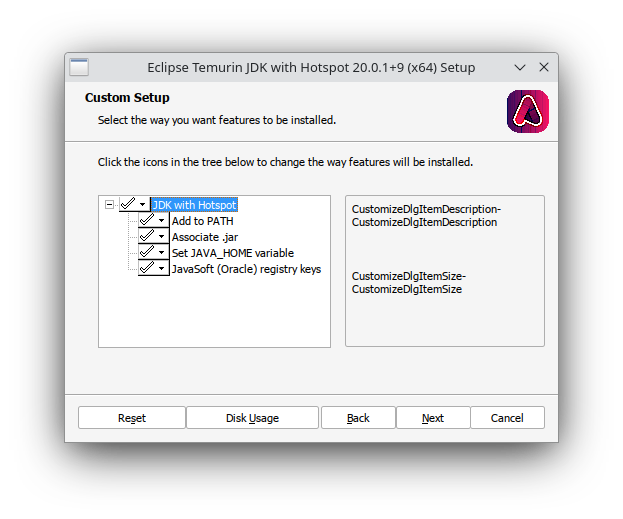 Eclipse Temurin JDK with Hotspot 20.0.1+9 (x64) Setup
Custom Setup
Select the way you want features to be installed.
Click the icons in the tree below to change the way features will be installed.
JDK with Hotspot
Add to PATH
Associate .jar
Set JAVA_HOME variable
JavaSoft (Oracle) registry keys
CustomizeDlgItemDescription-
CustomizeDlgItemDescription
CustomizeDlgItemSize-
CustomizeDlgItemSize
Reset
Disk Usage
Back
Next
Cancel